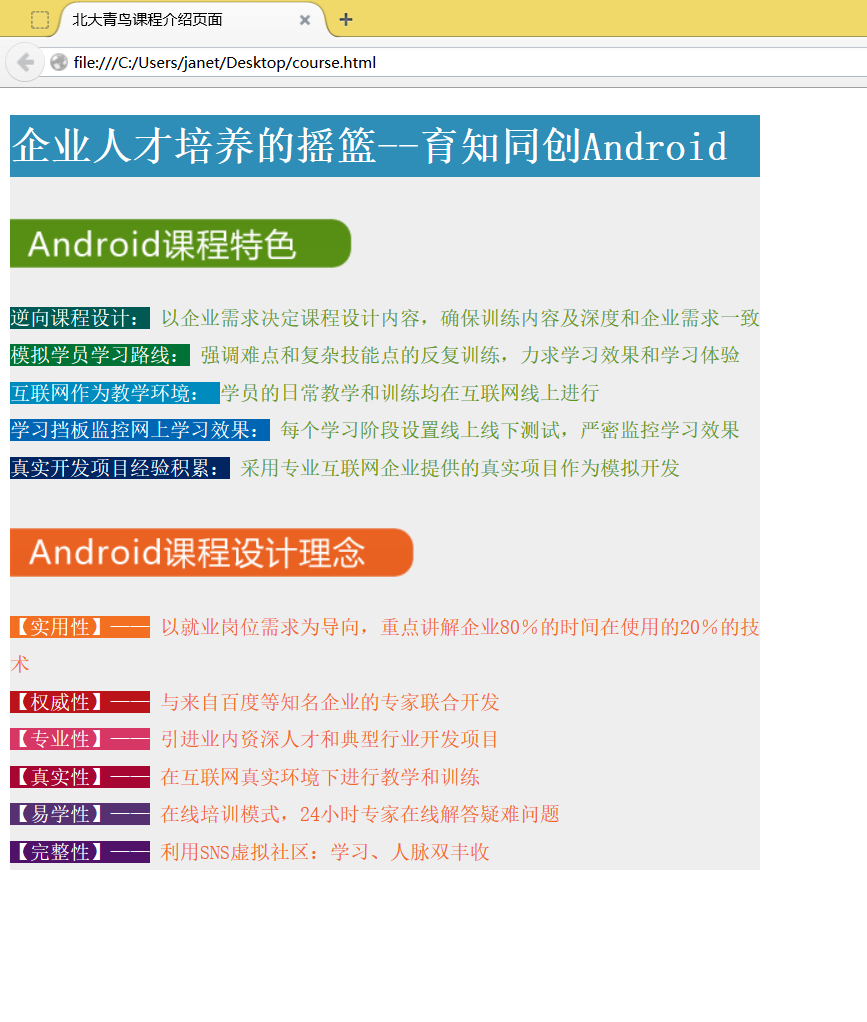 北大青鸟课程介绍页面
file:///C:/Users/janet/Desktop/course.html
企业人才培养的摇篮--育知同创Android
Android课程特色
逆向课程设计： 以企业需求决定课程设计内容，确保训练内容及深度和企业需求一致
模拟学员学习路线： 强调难点和复杂技能点的反复训练，力求学习效果和学习体验
互联网作为教学环境： 学员的日常教学和训练均在互联网线上进行
学习挡板监控网上学习效果： 每个学习阶段设置线上线下测试，严密监控学习效果
真实开发项目经验积累： 采用专业互联网企业提供的真实项目作为模拟开发
Android课程设计理念
【实用性】—— 以就业岗位需求为导向，重点讲解企业80％的时间在使用的20％的技
术
【权威性】—— 与来自百度等知名企业的专家联合开发
【专业性】—— 引进业内资深人才和典型行业开发项目
【真实性】—— 在互联网真实环境下进行教学和训练
【易学性】—— 在线培训模式，24小时专家在线解答疑难问题
【完整性】—— 利用SNS虚拟社区：学习、人脉双丰收